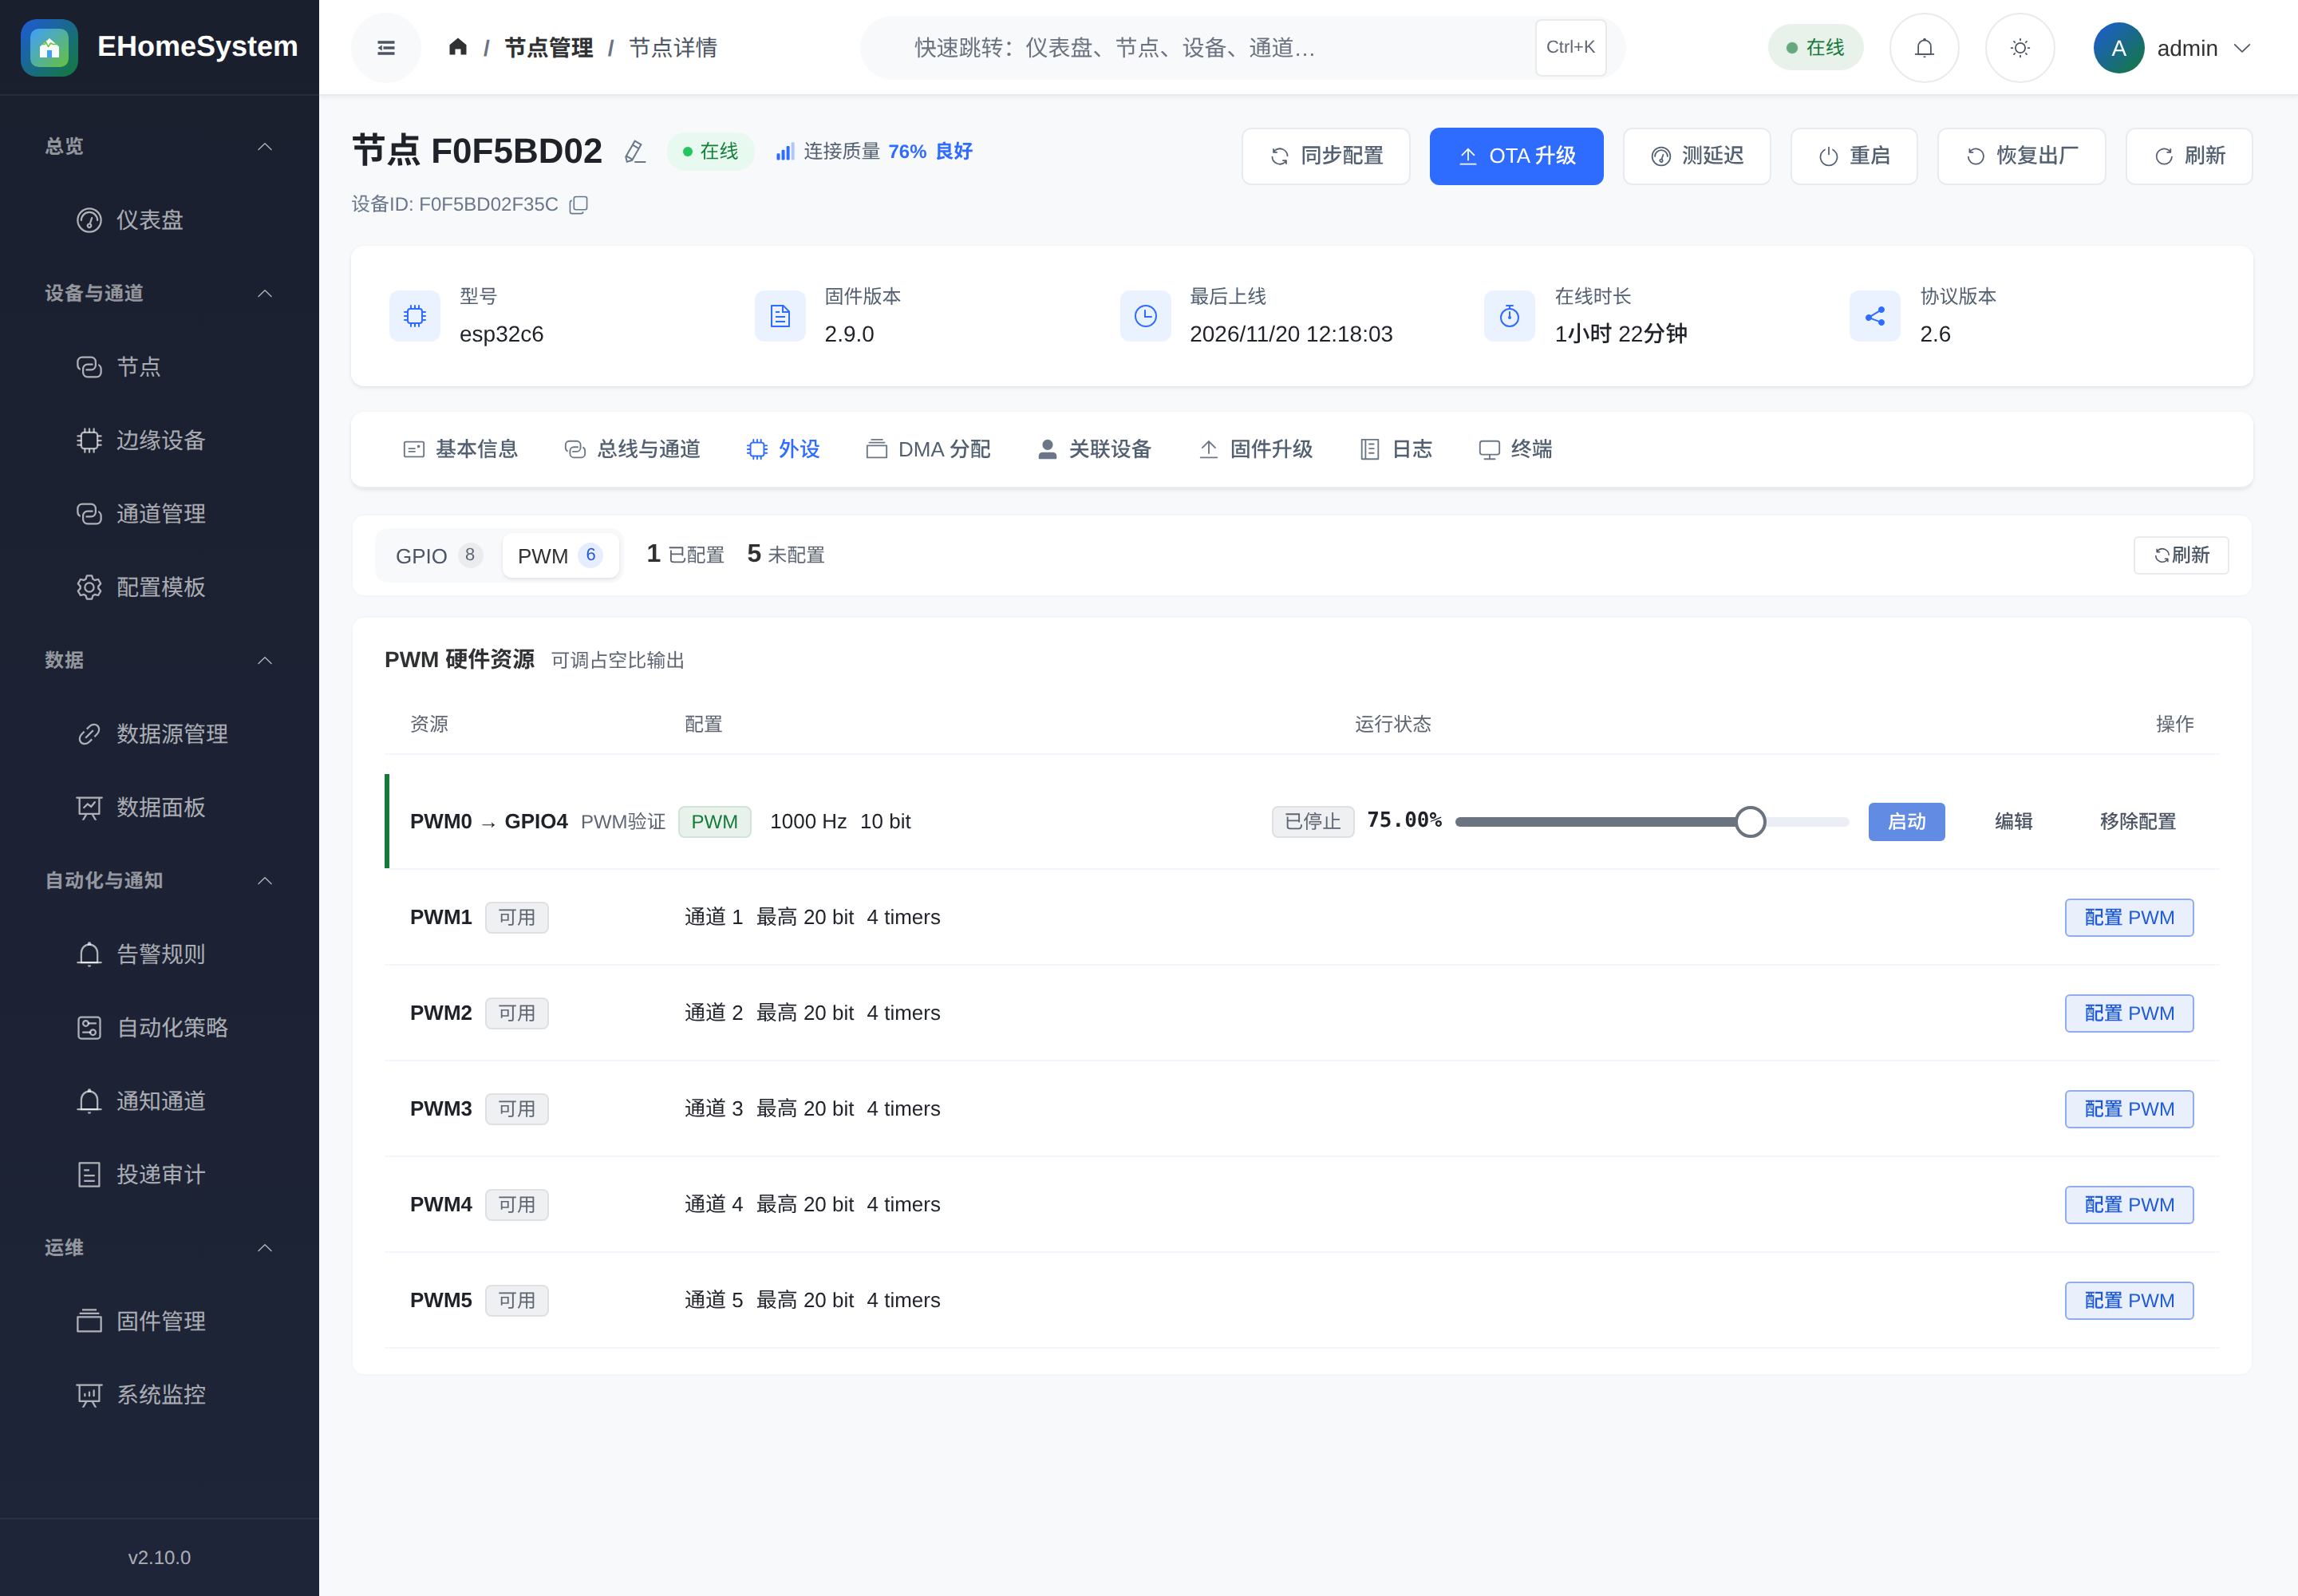 EHomeSystem
总览
仪表盘
设备与通道
节点
边缘设备
通道管理
配置模板
数据
数据源管理
数据面板
自动化与通知
告警规则
自动化策略
通知通道
投递审计
运维
固件管理
系统监控
v2.10.0
/ 节点管理 / 节点详情
快速跳转：仪表盘、节点、设备、通道… Ctrl+K
在线
A admin
节点 F0F5BD02 在线 连接质量 76% 良好
设备ID: F0F5BD02F35C
同步配置 OTA 升级 测延迟 重启 恢复出厂 刷新
型号 固件版本 最后上线 在线时长 协议版本
esp32c6 2.9.0 2026/11/20 12:18:03 1小时 22分钟 2.6
基本信息 总线与通道 外设 DMA 分配 关联设备 固件升级 日志 终端
GPIO 8 PWM 6 1 已配置 5 未配置 刷新
PWM 硬件资源 可调占空比输出
资源 配置 运行状态 操作
PWM0 → GPIO4 PWM验证 PWM 1000 Hz 10 bit 已停止 75.00% 启动 编辑 移除配置
PWM1 可用 通道 1 最高 20 bit 4 timers 配置 PWM
PWM2 可用 通道 2 最高 20 bit 4 timers 配置 PWM
PWM3 可用 通道 3 最高 20 bit 4 timers 配置 PWM
PWM4 可用 通道 4 最高 20 bit 4 timers 配置 PWM
PWM5 可用 通道 5 最高 20 bit 4 timers 配置 PWM